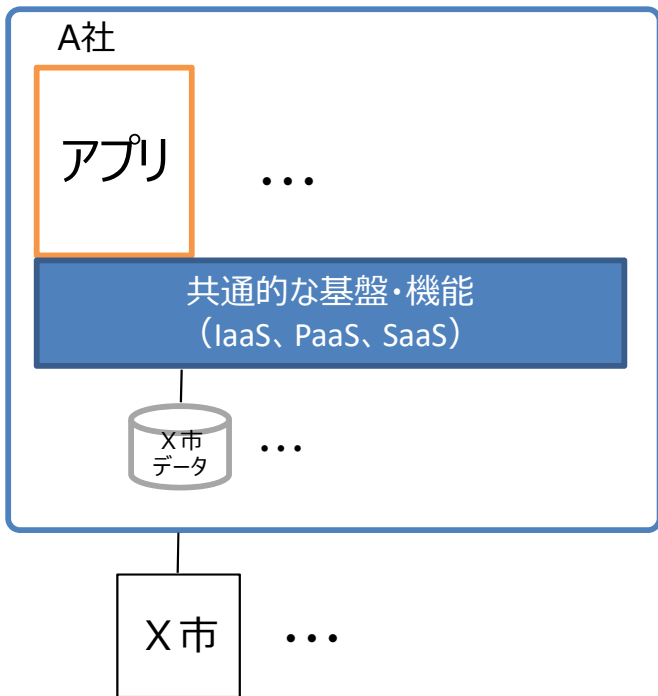 A社
アプリ
…
共通的な基盤・機能
（IaaS、PaaS、SaaS）
X市
データ
…
X市
…